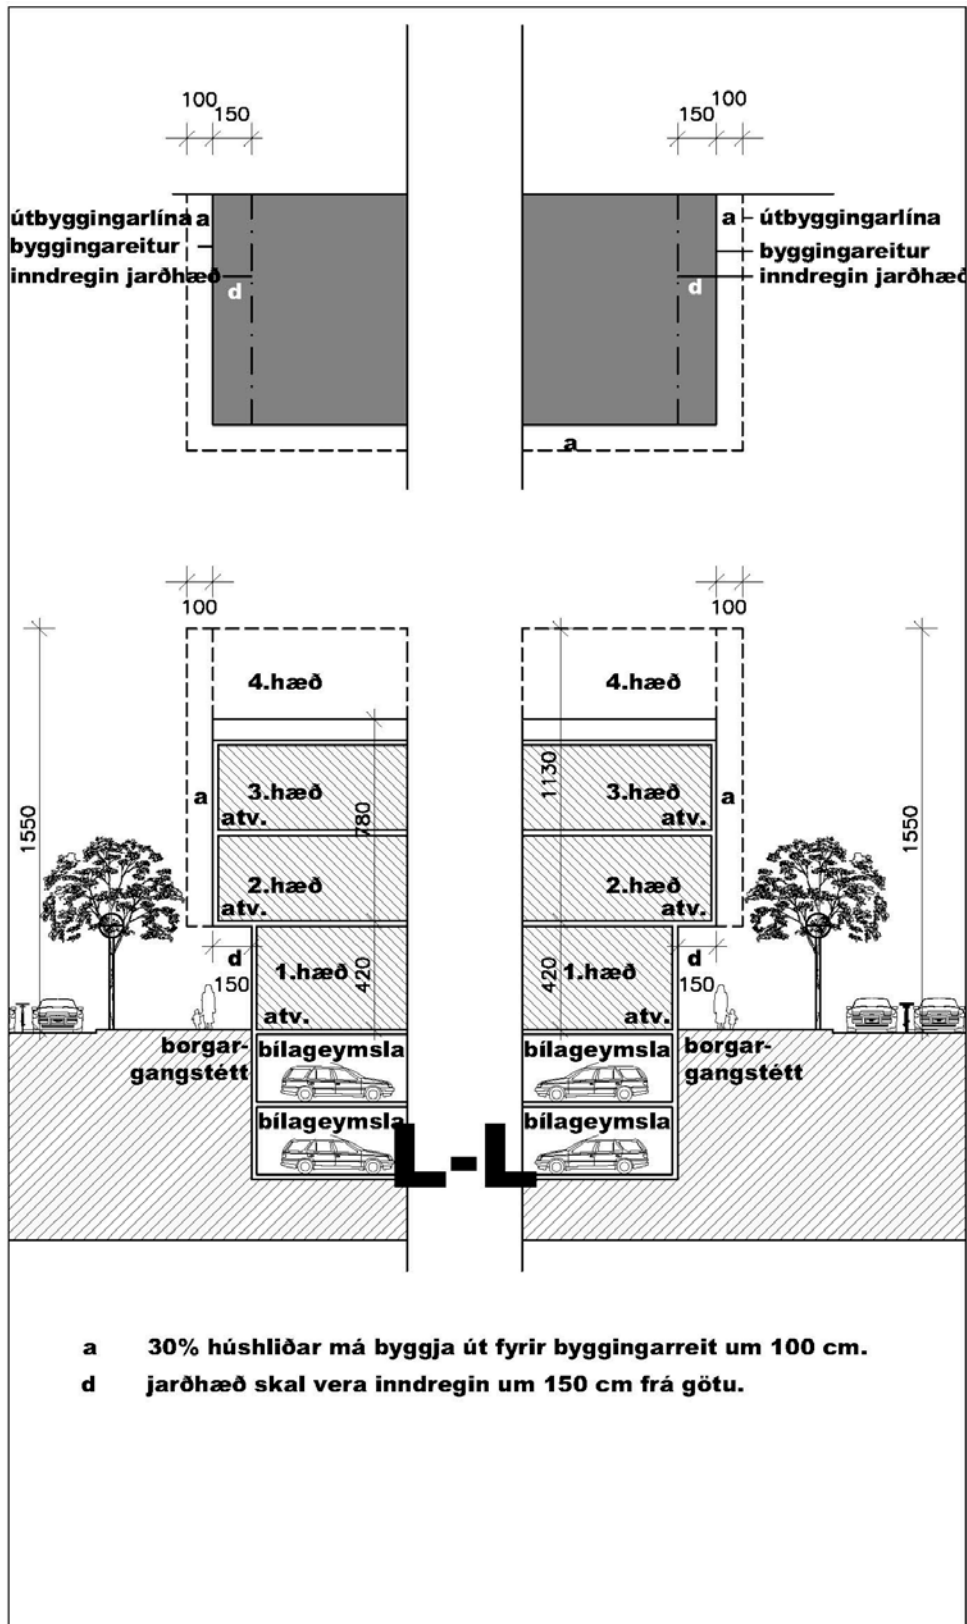 100 150
150 100
útbyggingarlína a
byggingareitur
inndregin jarðhæð
d
a útbyggingarlína
byggingareitur
inndregin jarðhæð
d
a
100
100
1550
4.hæð
3.hæð
atv.
a
780
2.hæð
atv.
d
150
1.hæð
420
atv.
4.hæð
1130
3.hæð
atv.
a
1550
2.hæð
atv.
d
150
420
1.hæð
atv.
borgar-
gangstétt
bílageymsla
bílageymsla
bílageymsla
bílageymsla
borgar-
gangstétt
L-L
a 30% húshliðar má byggja út fyrir byggingarreit um 100 cm.
d jarðhæð skal vera inndregin um 150 cm frá götu.